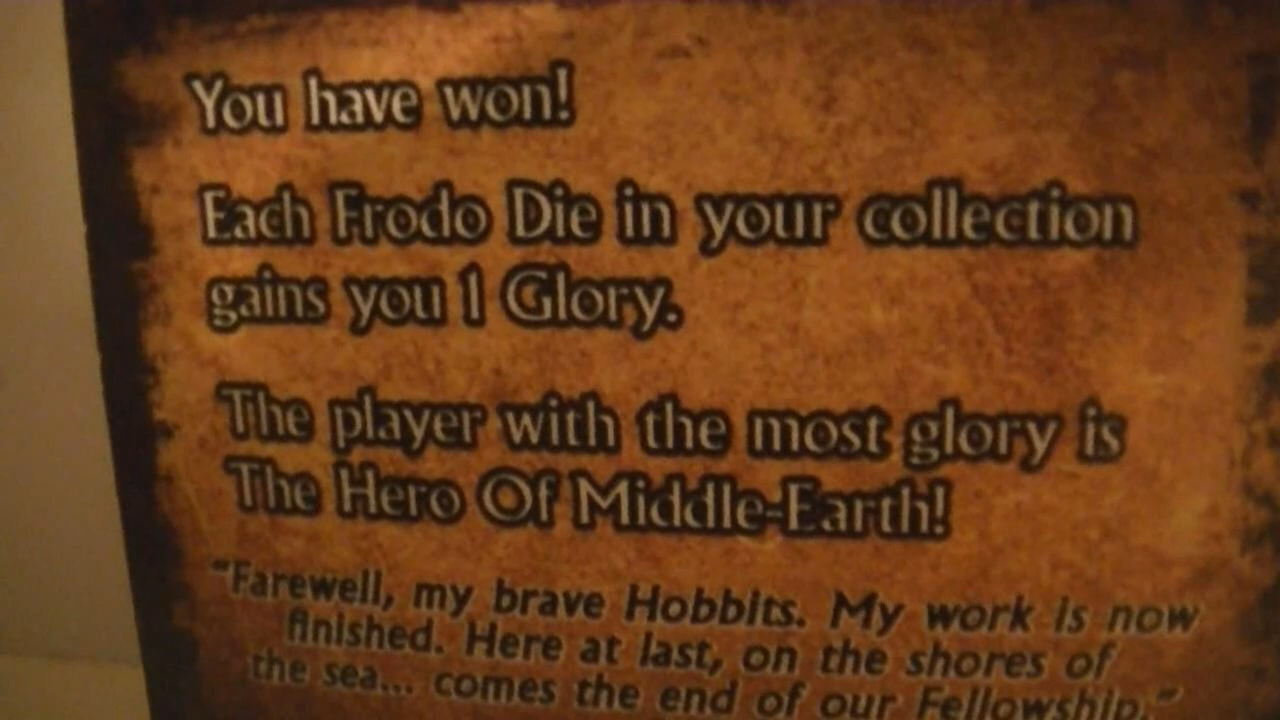 You have won!
Each Frodo Die in your collection
gains you 1 Glory.
The player with the most glory is
The Hero Of Middle-Earth!
"Farewell, my brave Hobbits. My work is now
finished. Here at last, on the shores of
the sea... comes the end of our Fellowship."